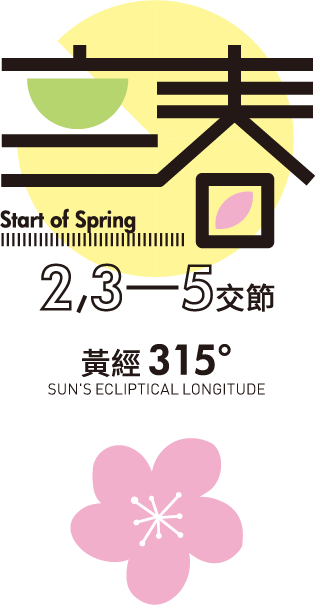 立春
Start of Spring
2,3—5交節
黃經 315°
SUN'S ECLIPTICAL LONGITUDE